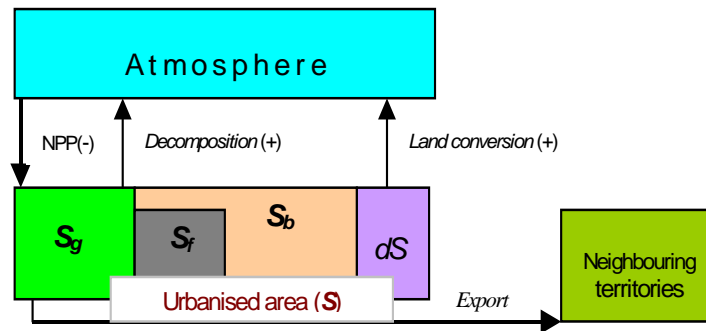 Atmosphere
NPP(-)
Decomposition (+)
Land conversion (+)
Sg
Sf
Sb
dS
Neighbouring
territories
Urbanised area (S)
Export